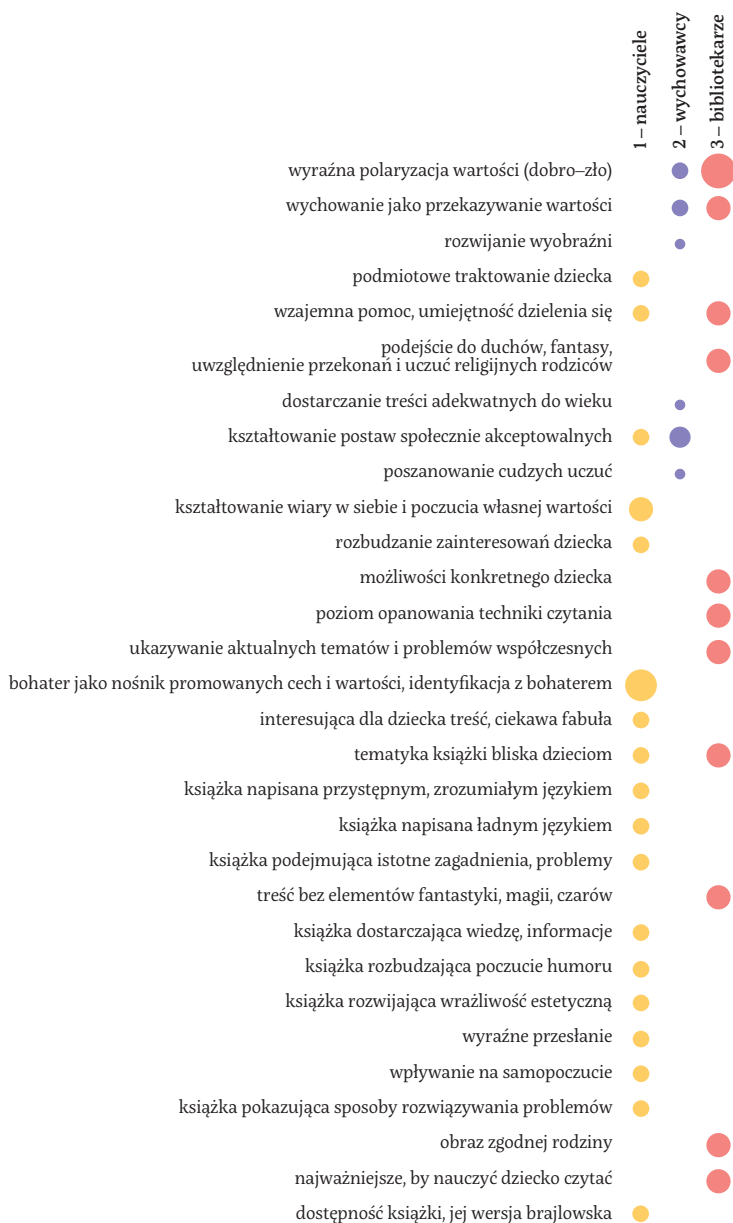 1 – nauczyciele
2 – wychowawcy
3 – bibliotekarze
wyraźna polaryzacja wartości (dobro–zło)
wychowanie jako przekazywanie wartości
rozwijanie wyobraźni
podmiotowe traktowanie dziecka
wzajemna pomoc, umiejętność dzielenia się
podejście do duchów, fantasy,
uwzględnienie przekonań i uczuć religijnych rodziców
dostarczanie treści adekwatnych do wieku
kształtowanie postaw społecznie akceptowalnych
poszanowanie cudzych uczuć
kształtowanie wiary w siebie i poczucia własnej wartości
rozbudzanie zainteresowań dziecka
możliwości konkretnego dziecka
poziom opanowania techniki czytania
ukazywanie aktualnych tematów i problemów współczesnych
bohater jako nośnik promowanych cech i wartości, identyfikacja z bohaterem
interesująca dla dziecka treść, ciekawa fabuła
tematyka książki bliska dzieciom
książka napisana przystępnym, zrozumiałym językiem
książka napisana ładnym językiem
książka podejmująca istotne zagadnienia, problemy
treść bez elementów fantastyki, magii, czarów
książka dostarczająca wiedzę, informacje
książka rozbudzająca poczucie humoru
książka rozwijająca wrażliwość estetyczną
wyraźne przesłanie
wpływanie na samopoczucie
książka pokazująca sposoby rozwiązywania problemów
obraz zgodnej rodziny
najważniejsze, by nauczyć dziecko czytać
dostępność książki, jej wersja brajlowska